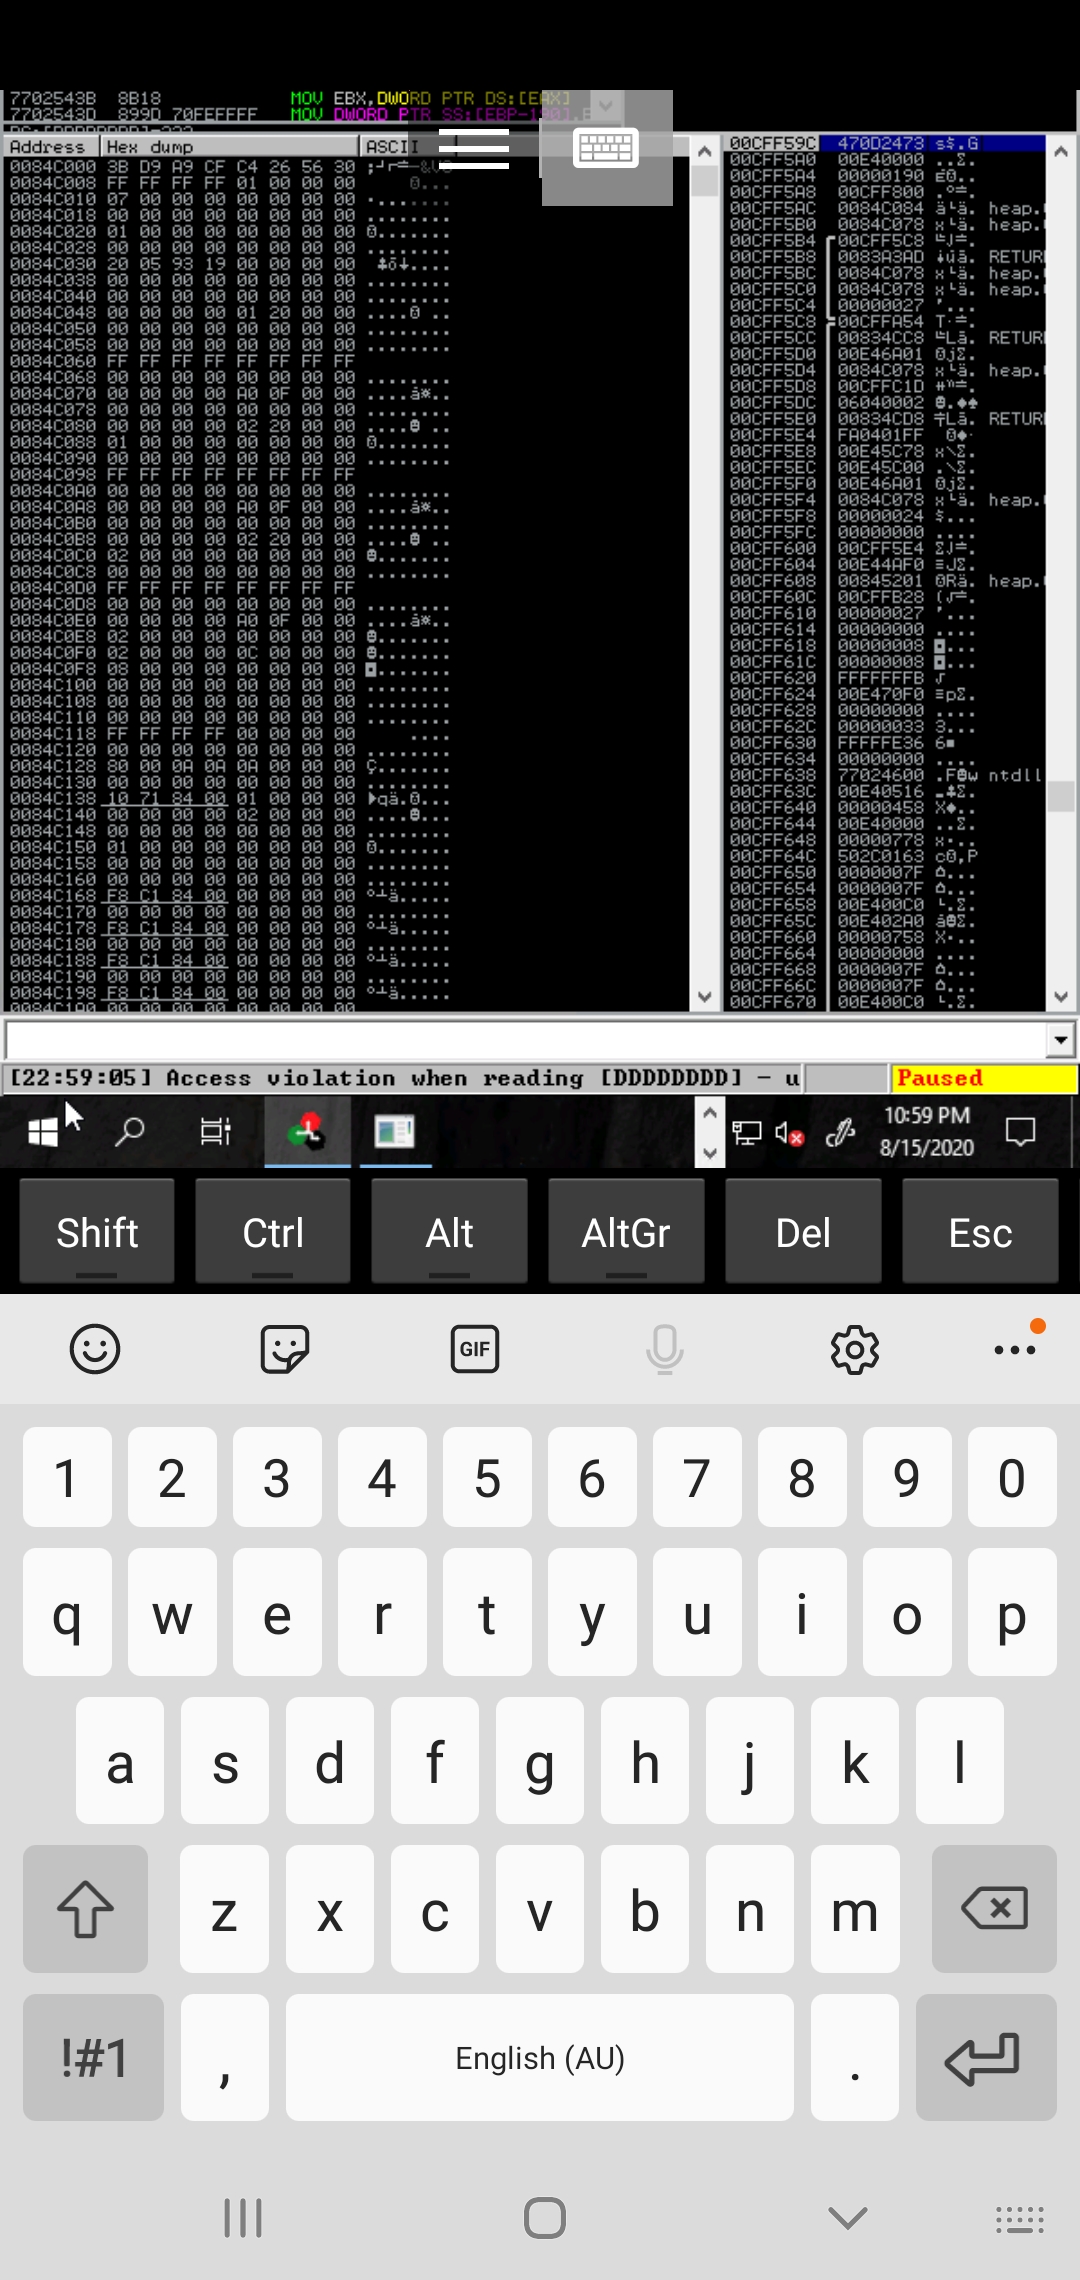 7702543B 8B18 MOV EBX,DWORD PTR DS:[EAX]
7702543D 899D 70FEFFFF MOV DWORD PTR SS:[EBP-190],E
Address Hex dump ASCII
0084C000 3B D9 A9 CF C4 26 56 30
0084C008 FF FF FF FF 01 00 00 00
0084C010 07 00 00 00 00 00 00 00
0084C018 00 00 00 00 00 00 00 00
0084C020 01 00 00 00 00 00 00 00
0084C028 00 00 00 00 00 00 00 00
0084C030 20 05 93 19 00 00 00 00
0084C038 00 00 00 00 00 00 00 00
0084C040 00 00 00 00 00 00 00 00
0084C048 00 00 00 00 01 20 00 00
0084C050 00 00 00 00 00 00 00 00
0084C058 00 00 00 00 00 00 00 00
0084C060 FF FF FF FF FF FF FF FF
0084C068 00 00 00 00 00 00 00 00
0084C070 00 00 00 00 A0 0F 00 00
0084C078 00 00 00 00 00 00 00 00
0084C080 00 00 00 00 02 20 00 00
0084C088 01 00 00 00 00 00 00 00
0084C090 00 00 00 00 00 00 00 00
0084C098 FF FF FF FF FF FF FF FF
0084C0A0 00 00 00 00 00 00 00 00
0084C0A8 00 00 00 00 A0 0F 00 00
0084C0B0 00 00 00 00 00 00 00 00
0084C0B8 00 00 00 00 02 20 00 00
0084C0C0 02 00 00 00 00 00 00 00
0084C0C8 00 00 00 00 00 00 00 00
0084C0D0 FF FF FF FF FF FF FF FF
0084C0D8 00 00 00 00 00 00 00 00
0084C0E0 00 00 00 00 A0 0F 00 00
0084C0E8 02 00 00 00 00 00 00 00
0084C0F0 02 00 00 00 0C 00 00 00
0084C0F8 08 00 00 00 00 00 00 00
0084C100 00 00 00 00 00 00 00 00
0084C108 00 00 00 00 00 00 00 00
0084C110 00 00 00 00 00 00 00 00
0084C118 FF FF FF FF 00 00 00 00
0084C120 00 00 00 00 00 00 00 00
0084C128 80 00 0A 0A 0A 00 00 00
0084C130 00 00 00 00 00 00 00 00
0084C138 10 71 84 00 01 00 00 00
0084C140 00 00 00 00 02 00 00 00
0084C148 00 00 00 00 00 00 00 00
0084C150 01 00 00 00 00 00 00 00
0084C158 00 00 00 00 00 00 00 00
0084C160 00 00 00 00 00 00 00 00
0084C168 F8 C1 84 00 00 00 00 00
0084C170 00 00 00 00 00 00 00 00
0084C178 F8 C1 84 00 00 00 00 00
0084C180 00 00 00 00 00 00 00 00
0084C188 F8 C1 84 00 00 00 00 00
0084C190 00 00 00 00 00 00 00 00
0084C198 F8 C1 84 00 00 00 00 00
0084C1A0 00 00 00 00 00 00 00 00
00CFF59C 470D2473 s$.G
00CFF5A0 00E40000
00CFF5A4 00000190
00CFF5A8 00CFF800
00CFF5AC 0084C084 heap.
00CFF5B0 0084C078 heap.
00CFF5B4 00CFF5C8
00CFF5B8 0083A3AD RETUR
00CFF5BC 0084C078 heap.
00CFF5C0 0084C078 heap.
00CFF5C4 00000027 '...
00CFF5C8 00CFFA54
00CFF5CC 00834CC8 RETUR
00CFF5D0 00E46A01
00CFF5D4 0084C078 heap.
00CFF5D8 00CFFC1D
00CFF5DC 06040002
00CFF5E0 00834CD8 RETUR
00CFF5E4 FA0401FF
00CFF5E8 00E45C78
00CFF5EC 00E45C00
00CFF5F0 00E46A01
00CFF5F4 0084C078 heap.
00CFF5F8 00000024 $...
00CFF5FC 00000000 ....
00CFF600 00CFF5E4
00CFF604 00E44AF0
00CFF608 00845201 heap.
00CFF60C 00CFFB28
00CFF610 00000027 '...
00CFF614 00000000 ....
00CFF618 00000008
00CFF61C 00000008
00CFF620 FFFFFFFB
00CFF624 00E470F0
00CFF628 00000000 ....
00CFF62C 00000033 3...
00CFF630 FFFFFE36
00CFF634 00000000 ....
00CFF638 77024600 ntdll
00CFF63C 00E40516
00CFF640 00000458
00CFF644 00E40000
00CFF648 00000778
00CFF64C 502C0163
00CFF650 0000007F
00CFF654 0000007F
00CFF658 00E400C0
00CFF65C 00E402A0
00CFF660 00000758
00CFF664 00000000 ....
00CFF668 0000007F
00CFF66C 0000007F
00CFF670 00E400C0
[22:59:05] Access violation when reading [DDDDDDDD] - u
Paused
10:59 PM
8/15/2020
Shift Ctrl Alt AltGr Del Esc
GIF
1 2 3 4 5 6 7 8 9 0
q w e r t y u i o p
a s d f g h j k l
z x c v b n m
!#1 , English (AU) .